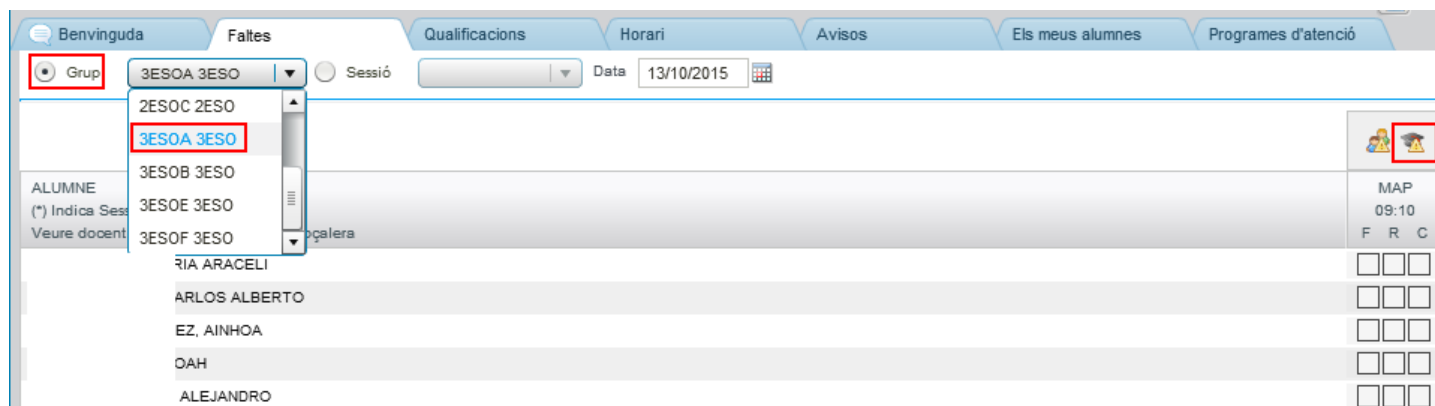 Benvinguda Faltes Qualificacions Horari Avisos Els meus alumnes Programes d'atenció
Grup 3ESOA 3ESO Sessió Data 13/10/2015
2ESOC 2ESO
3ESOA 3ESO
3ESOB 3ESO
3ESOE 3ESO
3ESOF 3ESO
ALUMNE MAP
(*) Indica Sess 09:10
Veure docent çalera F R C
RIA ARACELI
ARLOS ALBERTO
EZ, AINHOA
OAH
ALEJANDRO